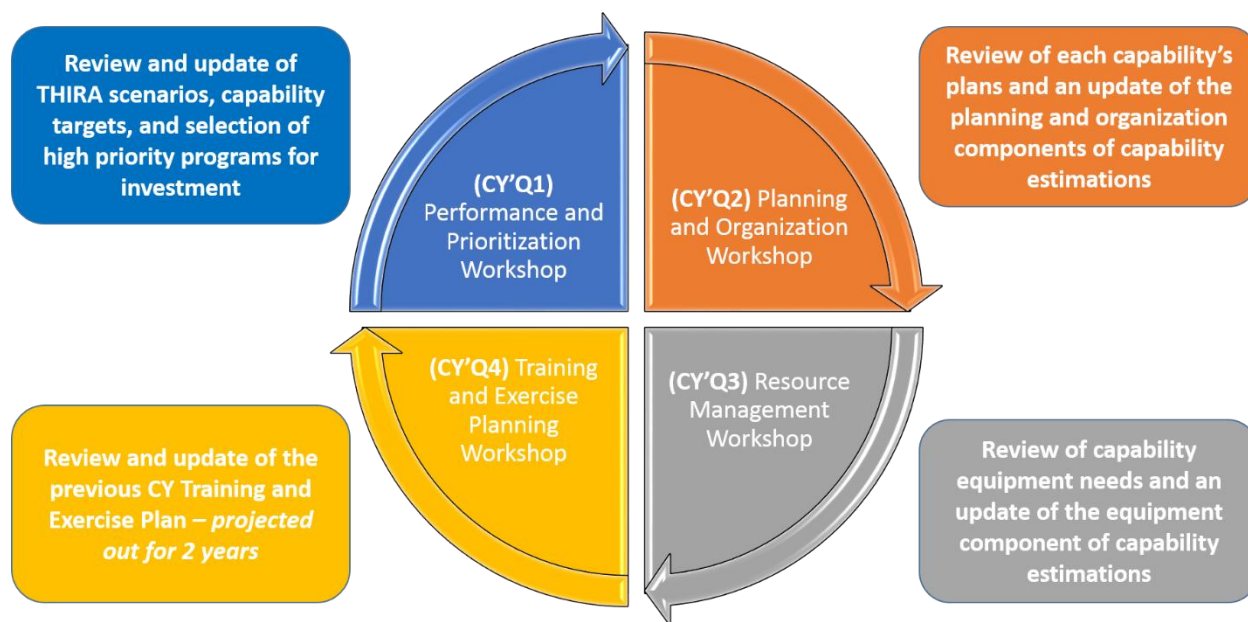 Review and update of
THIRA scenarios, capability
targets, and selection of
high priority programs for
investment
(CY'Q1)
Performance and
Prioritization
Workshop
(CY'Q2) Planning
and Organization
Workshop
Review of each capability's
plans and an update of the
planning and organization
components of capability
estimations
Review and update of the
previous CY Training and
Exercise Plan – projected
out for 2 years
(CY'Q4) Training
and Exercise
Planning
Workshop
(CY'Q3) Resource
Management
Workshop
Review of capability
equipment needs and an
update of the equipment
component of capability
estimations